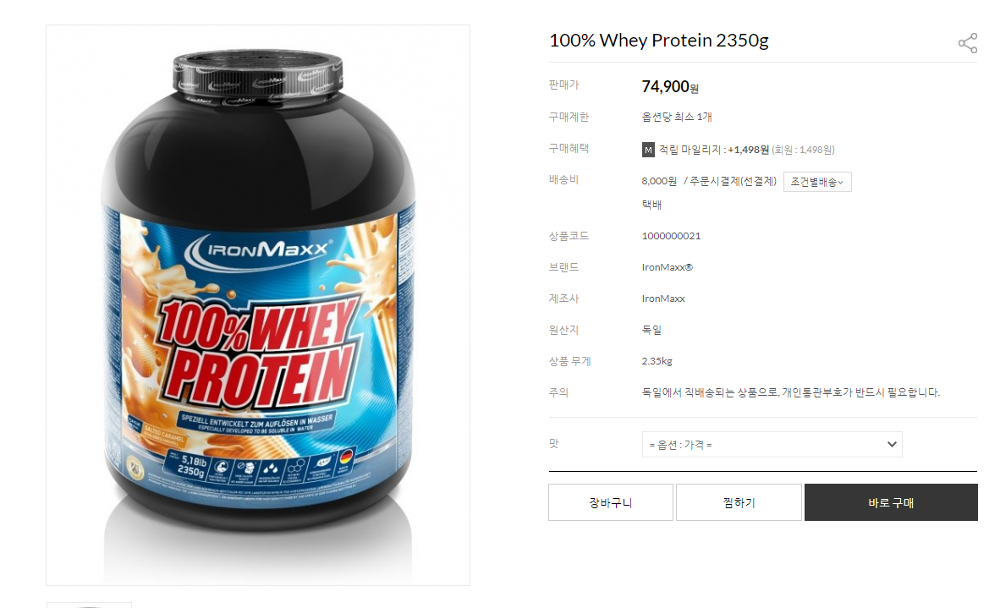 100% Whey Protein 2350g
판매가 74,900원
구매제한 옵션당 최소 1개
구매혜택 M 적립 마일리지 : +1,498원 (회원 : 1,498원)
배송비 8,000원 / 주문시결제(선결제) 조건별배송
택배
상품코드 1000000021
브랜드 IronMaxx®
제조사 IronMaxx
원산지 독일
상품 무게 2.35kg
주의 독일에서 직배송되는 상품으로, 개인통관부호가 반드시 필요합니다.
맛 = 옵션 : 가격 =
장바구니 찜하기 바로 구매
IRONMAXX®
100% WHEY
PROTEIN
SPEZIELL ENTWICKELT ZUM AUFLÖSEN IN WASSER
ESPECIALLY DEVELOPED TO BE SOLUBLE IN WATER
SALTED CARAMEL
5,18lb
2350g